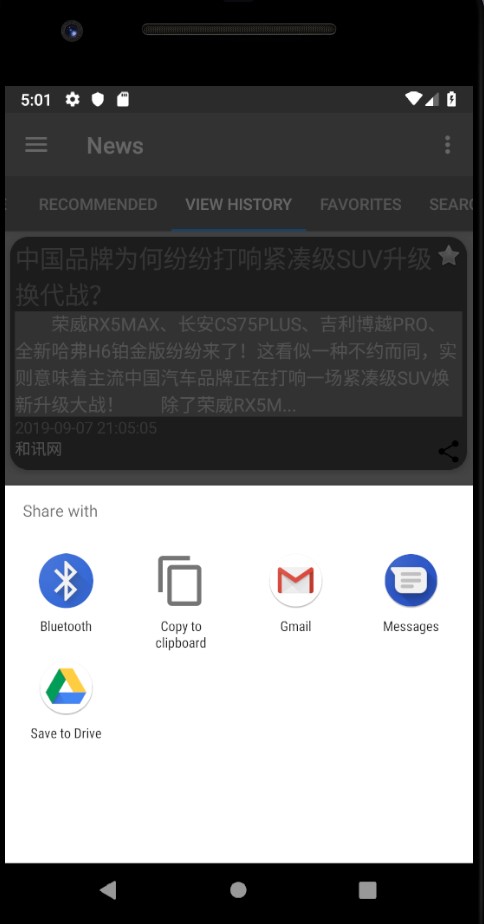 5:01
News
RECOMMENDED VIEW HISTORY FAVORITES SEARC
中国品牌为何纷纷打响紧凑级SUV升级
换代战？
荣威RX5MAX、长安CS75PLUS、吉利博越PRO、
全新哈弗H6铂金版纷纷来了！这看似一种不约而同，实
则意味着主流中国汽车品牌正在打响一场紧凑级SUV焕
新升级大战！ 除了荣威RX5M...
2019-09-07 21:05:05
和讯网
Share with
Bluetooth
Copy to
clipboard
Gmail
Messages
Save to Drive